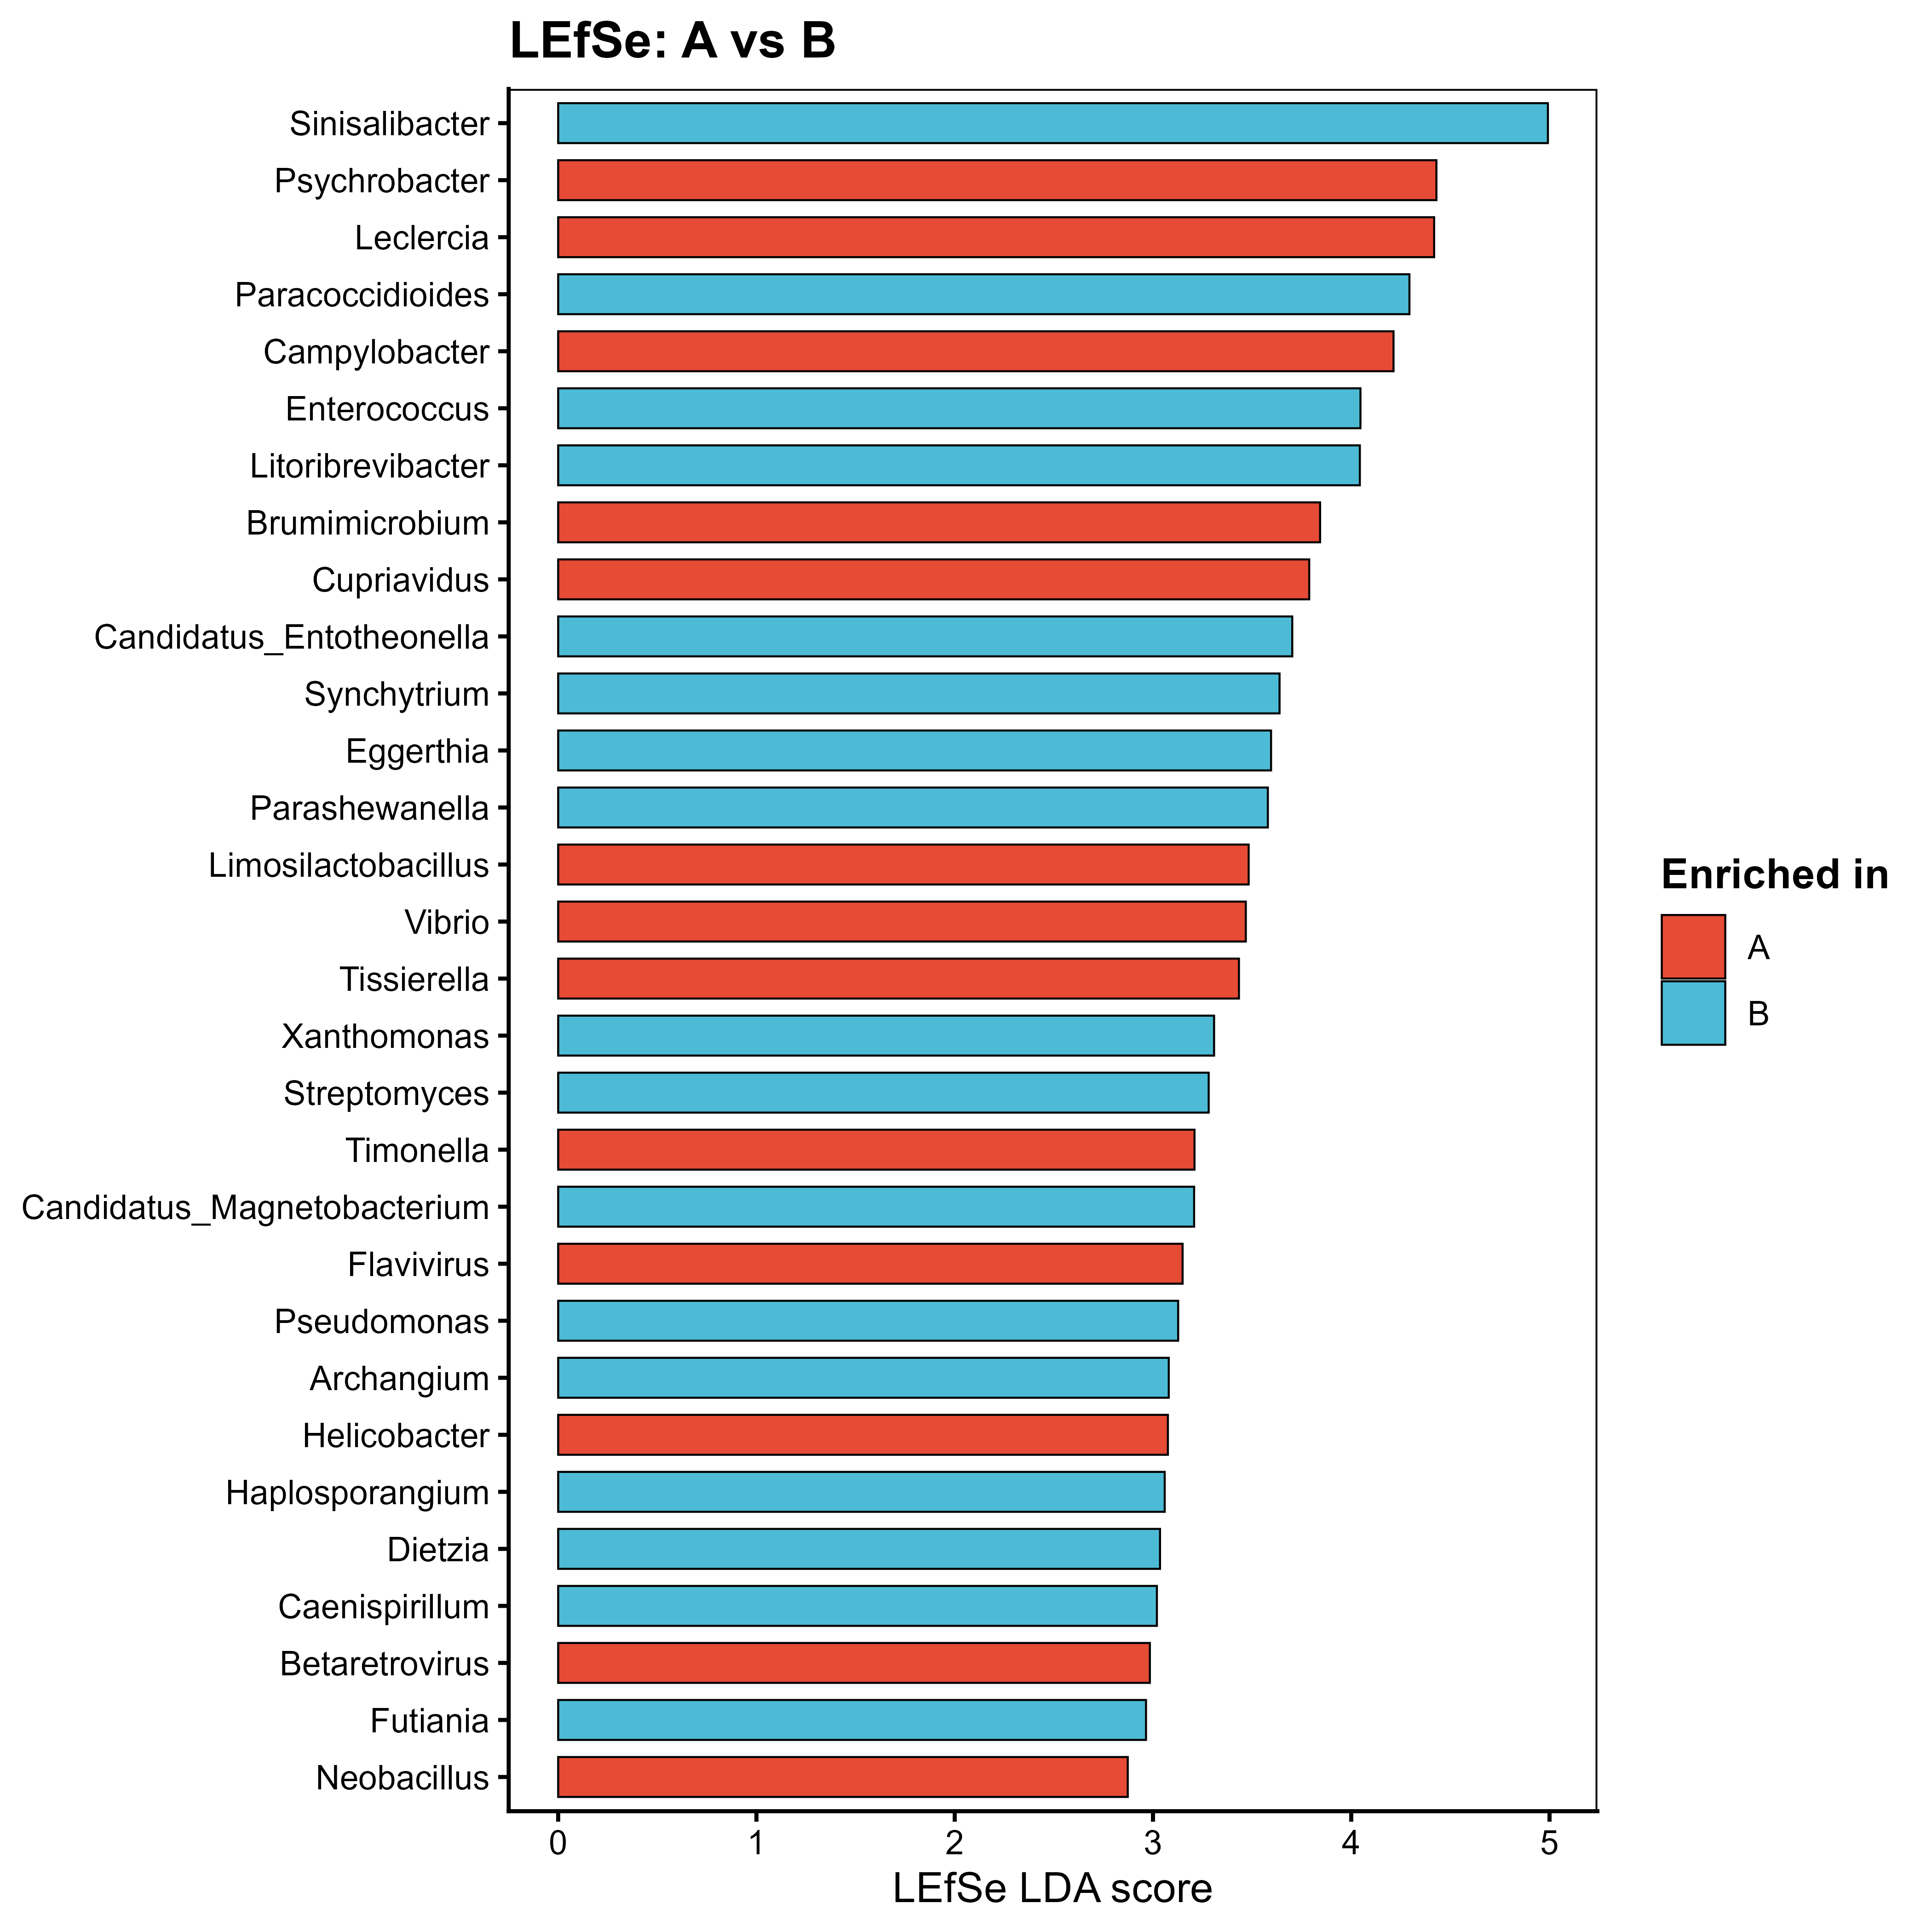 LEfSe: A vs B
Sinisalibacter
Psychrobacter
Leclercia
Paracoccidioides
Campylobacter
Enterococcus
Litoribrevibacter
Brumimicrobium
Cupriavidus
Candidatus_Entotheonella
Synchytrium
Eggerthia
Parashewanella
Limosilactobacillus
Vibrio
Tissierella
Xanthomonas
Streptomyces
Timonella
Candidatus_Magnetobacterium
Flavivirus
Pseudomonas
Archangium
Helicobacter
Haplosporangium
Dietzia
Caenispirillum
Betaretrovirus
Futiania
Neobacillus
0 1 2 3 4 5
LEfSe LDA score
Enriched in
A
B